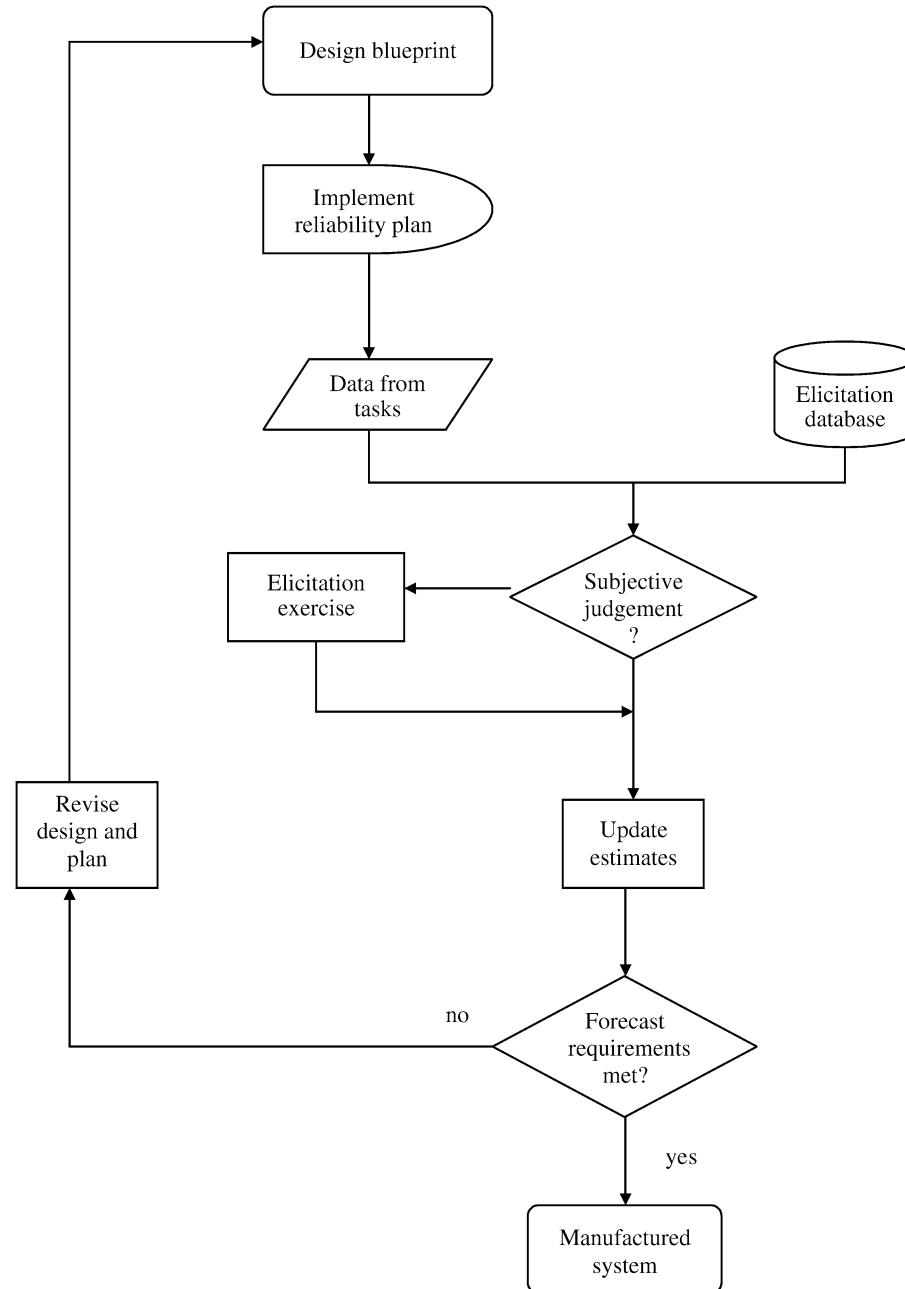 Design blueprint
Implement
reliability plan
Data from
tasks
Elicitation
database
Subjective
judgement
?
Elicitation
exercise
Revise
design and
plan
Update
estimates
no
Forecast
requirements
met?
yes
Manufactured
system